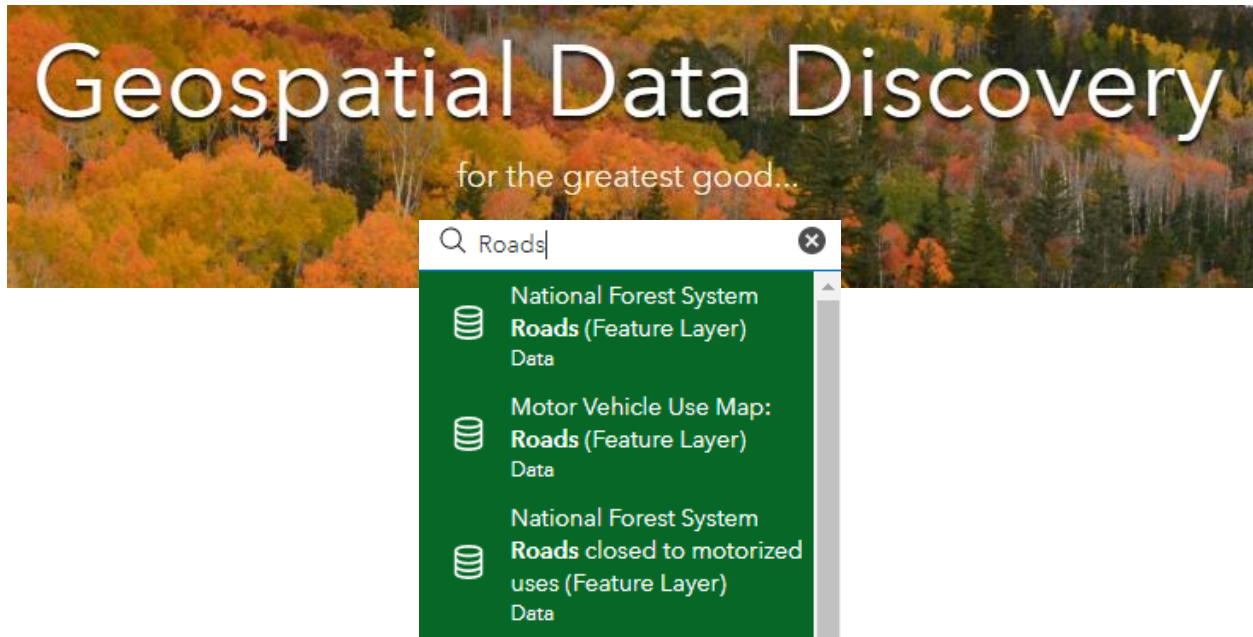 Geospatial Data Discovery
for the greatest good...
Roads
National Forest System
Roads (Feature Layer)
Data
Motor Vehicle Use Map:
Roads (Feature Layer)
Data
National Forest System
Roads closed to motorized
uses (Feature Layer)
Data